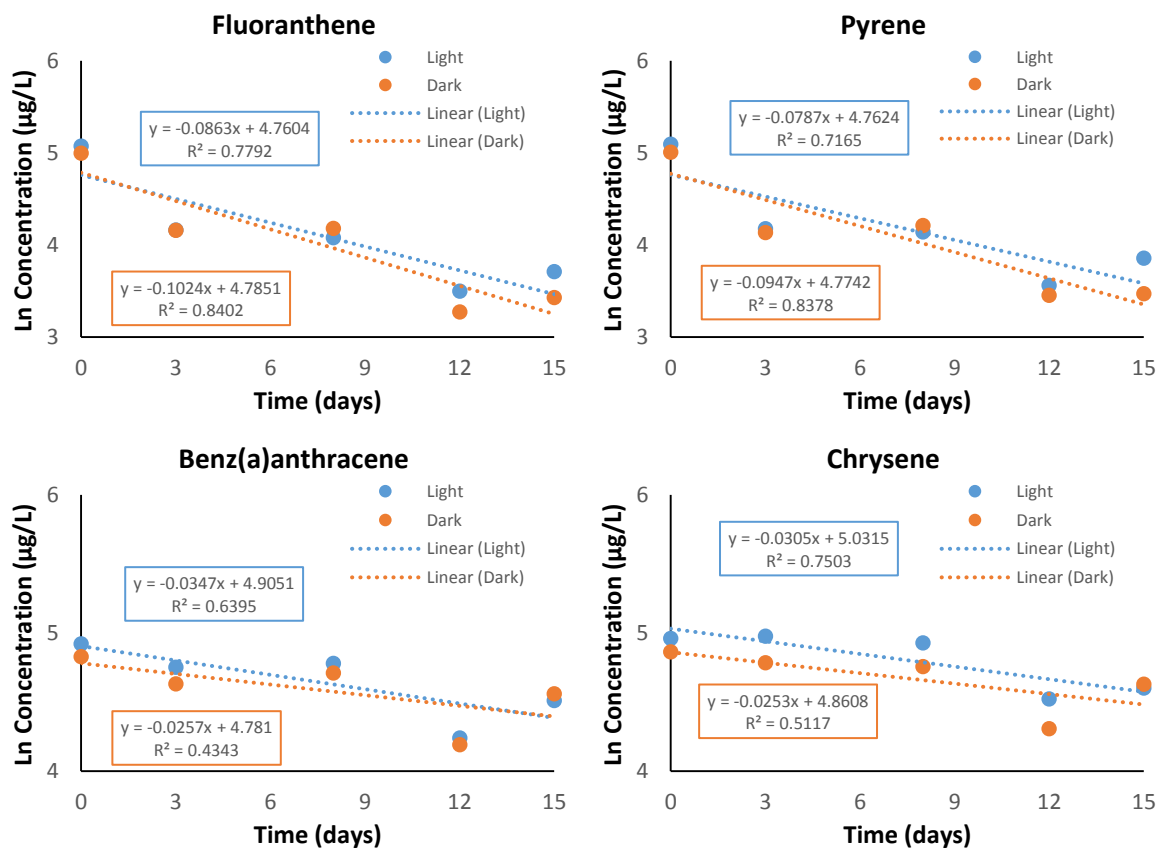 Fluoranthene
Ln Concentration (µg/L)
6
5
4
3
Light
Dark
Linear (Light)
Linear (Dark)
y = -0.0863x + 4.7604
R² = 0.7792
y = -0.1024x + 4.7851
R² = 0.8402
0 3 6 9 12 15
Time (days)
Pyrene
Ln Concentration (µg/L)
6
5
4
3
Light
Dark
Linear (Light)
Linear (Dark)
y = -0.0787x + 4.7624
R² = 0.7165
y = -0.0947x + 4.7742
R² = 0.8378
0 3 6 9 12 15
Time (days)
Benz(a)anthracene
Ln Concentration (µg/L)
6
5
4
Light
Dark
Linear (Light)
Linear (Dark)
y = -0.0347x + 4.9051
R² = 0.6395
y = -0.0257x + 4.781
R² = 0.4343
0 3 6 9 12 15
Time (days)
Chrysene
Ln Concentration (µg/L)
6
5
4
Light
Dark
Linear (Light)
Linear (Dark)
y = -0.0305x + 5.0315
R² = 0.7503
y = -0.0253x + 4.8608
R² = 0.5117
0 3 6 9 12 15
Time (days)